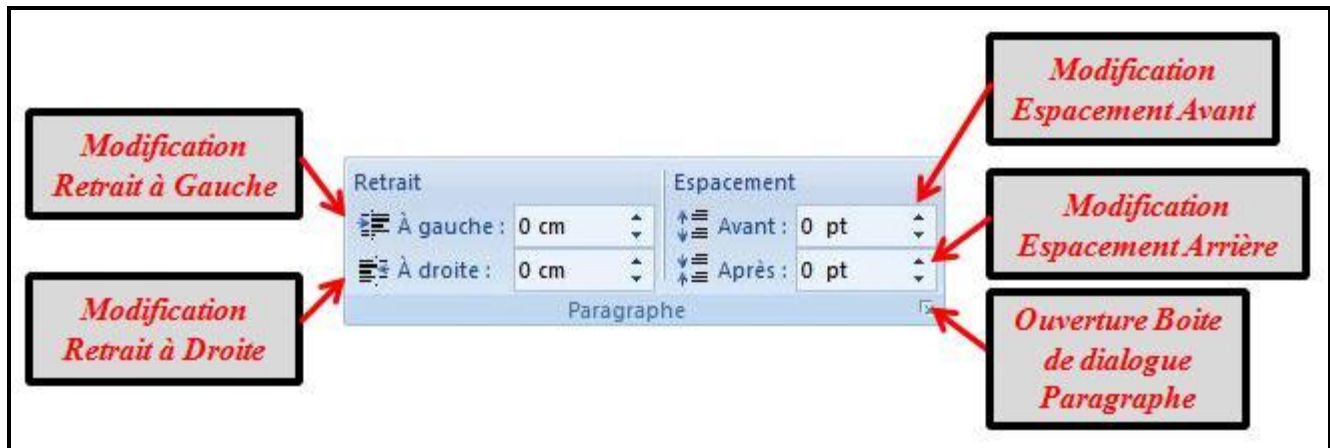 Modification
Retrait à Gauche
Modification
Retrait à Droite
Retrait
À gauche : 0 cm
À droite : 0 cm
Espacement
Avant : 0 pt
Après : 0 pt
Paragraphe
Modification
Espacement Avant
Modification
Espacement Arrière
Ouverture Boite
de dialogue
Paragraphe